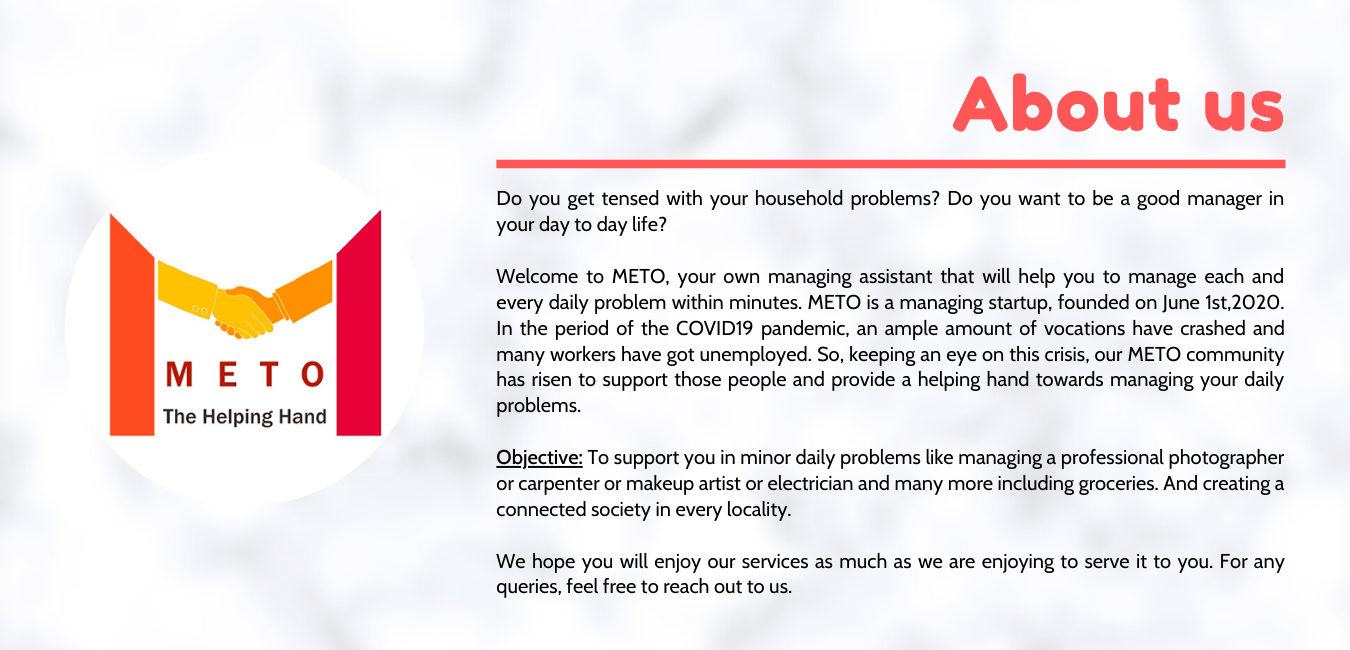 About us
Do you get tensed with your household problems? Do you want to be a good manager in
your day to day life?
Welcome to METO, your own managing assistant that will help you to manage each and
every daily problem within minutes. METO is a managing startup, founded on June 1st,2020.
In the period of the COVID19 pandemic, an ample amount of vocations have crashed and
many workers have got unemployed. So, keeping an eye on this crisis, our METO community
has risen to support those people and provide a helping hand towards managing your daily
problems.
Objective: To support you in minor daily problems like managing a professional photographer
or carpenter or makeup artist or electrician and many more including groceries. And creating a
connected society in every locality.
We hope you will enjoy our services as much as we are enjoying to serve it to you. For any
queries, feel free to reach out to us.
METO
The Helping Hand